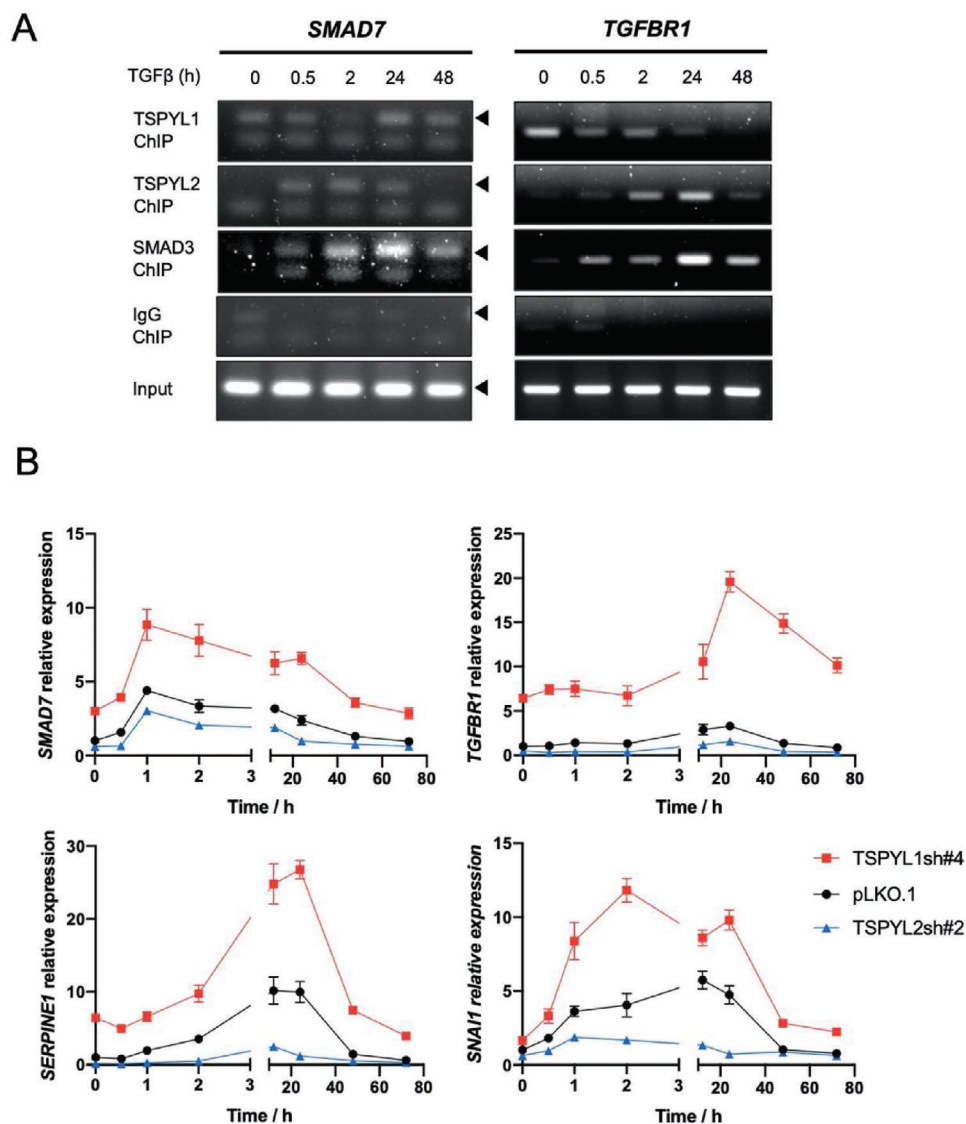 A
SMAD7 TGFBR1
TGFβ (h) 0 0.5 2 24 48 0 0.5 2 24 48
TSPYL1
ChIP
TSPYL2
ChIP
SMAD3
ChIP
IgG
ChIP
Input
B
SMAD7 relative expression
15
10
5
0
0 1 2 3 20 40 60 80
Time / h
TGFBR1 relative expression
25
20
15
10
5
0
0 1 2 3 20 40 60 80
Time / h
SERPINE1 relative expression
30
20
10
0
0 1 2 3 20 40 60 80
Time / h
SNAI1 relative expression
15
10
5
0
0 1 2 3 20 40 60 80
Time / h
TSPYL1sh#4
pLKO.1
TSPYL2sh#2